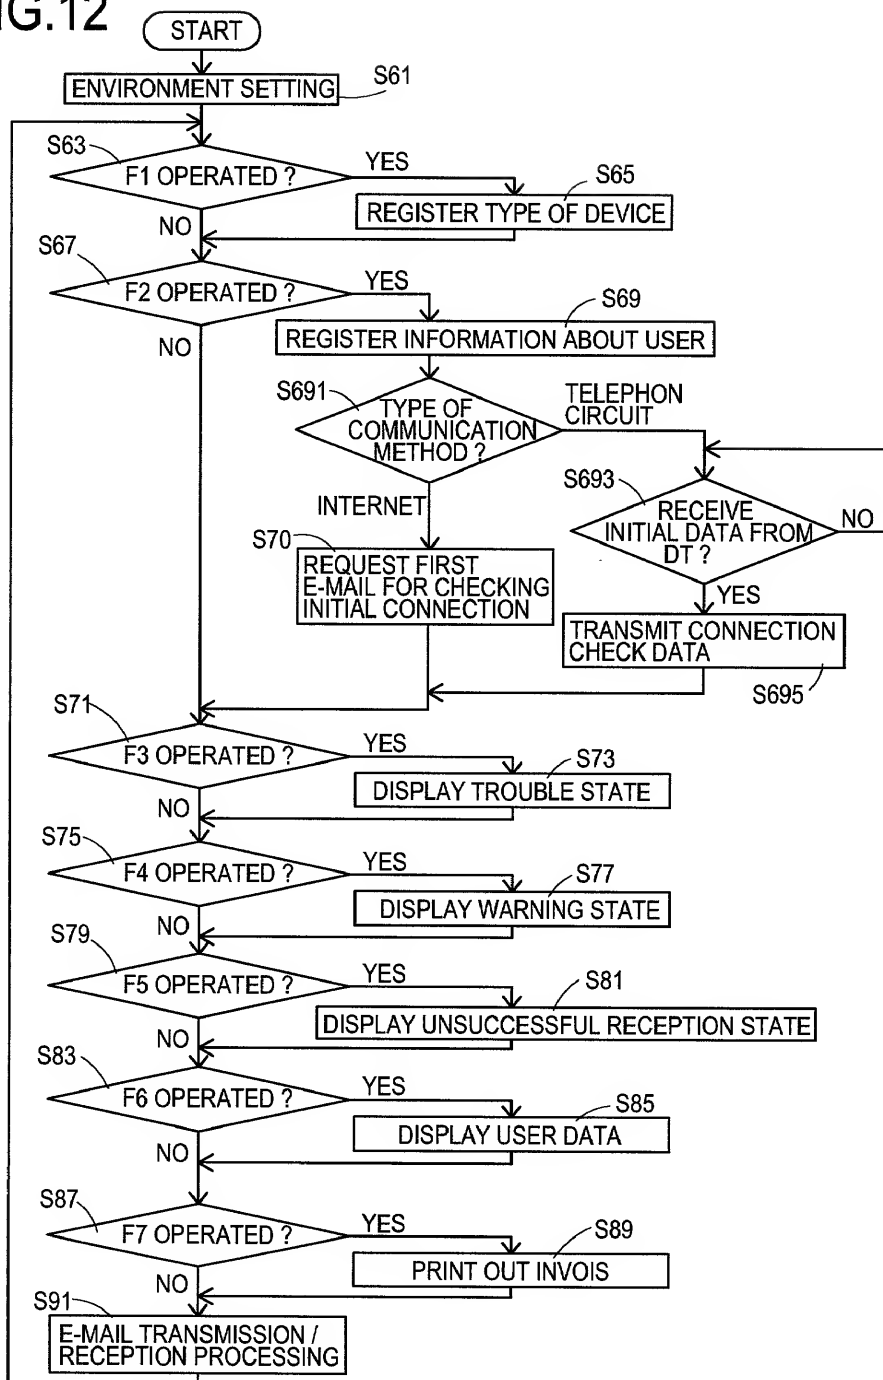 FIG.12
START
ENVIRONMENT SETTING
S61
S63
F1 OPERATED ?
YES
S65
REGISTER TYPE OF DEVICE
NO
S67
F2 OPERATED ?
YES
S69
REGISTER INFORMATION ABOUT USER
NO
S691
TYPE OF
COMMUNICATION
METHOD ?
TELEPHON
CIRCUIT
INTERNET
S693
RECEIVE
INITIAL DATA FROM
DT ?
NO
YES
S70
REQUEST FIRST
E-MAIL FOR CHECKING
INITIAL CONNECTION
TRANSMIT CONNECTION
CHECK DATA
S695
S71
F3 OPERATED ?
YES
S73
DISPLAY TROUBLE STATE
NO
S75
F4 OPERATED ?
YES
S77
DISPLAY WARNING STATE
NO
S79
F5 OPERATED ?
YES
S81
DISPLAY UNSUCCESSFUL RECEPTION STATE
NO
S83
F6 OPERATED ?
YES
S85
DISPLAY USER DATA
NO
S87
F7 OPERATED ?
YES
S89
PRINT OUT INVOIS
NO
S91
E-MAIL TRANSMISSION /
RECEPTION PROCESSING